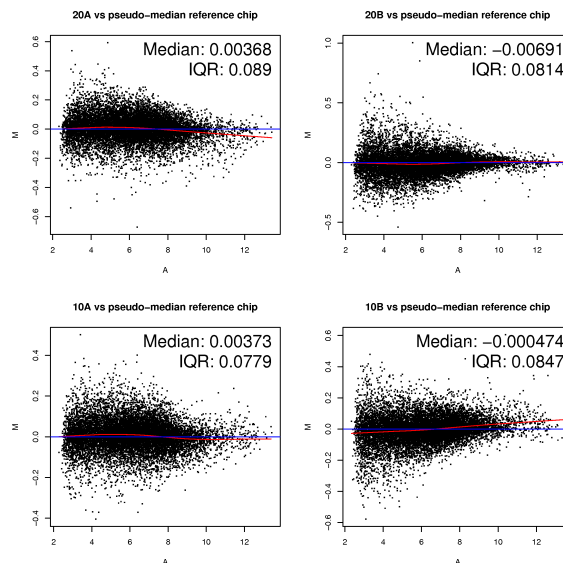 20A vs pseudo−median reference chip
Median: 0.00368
IQR: 0.089
0.6
0.4
0.2
0.0
−0.2
−0.4
−0.6
M
2 4 6 8 10 12
A
20B vs pseudo−median reference chip
Median: −0.00691
IQR: 0.0814
1.0
0.5
0.0
−0.5
M
2 4 6 8 10 12
A
10A vs pseudo−median reference chip
Median: 0.00373
IQR: 0.0779
0.4
0.2
0.0
−0.2
−0.4
M
2 4 6 8 10 12
A
10B vs pseudo−median reference chip
Median: −0.000474
IQR: 0.0847
0.6
0.4
0.2
0.0
−0.2
−0.4
−0.6
M
2 4 6 8 10 12
A